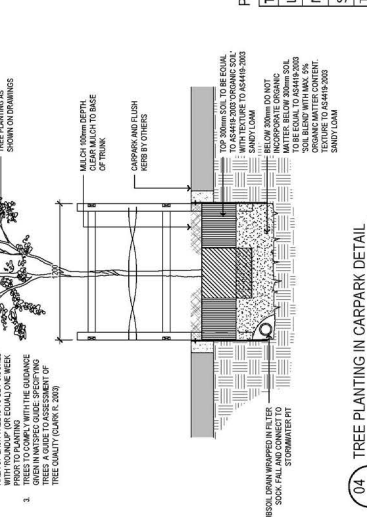 WITH 'ROUNDUP' (OR EQUAL) ONE WEEK
PRIOR TO PLANTING
3. TREES TO COMPLY WITH THE GUIDANCE
GIVEN IN NATSPEC GUIDE: SPECIFYING
TREES: A GUIDE TO ASSESSMENT OF
TREE QUALITY (CLARK R. 2003)
TREE PLANTING AS
SHOWN ON DRAWINGS
MULCH 100mm DEPTH.
CLEAR MULCH TO BASE
OF TRUNK
CARPARK AND FLUSH
KERB BY OTHERS
TOP 300mm SOIL TO BE EQUAL
TO AS4419-2003 'ORGANIC SOIL'
WITH TEXTURE TO AS4419-2003
SANDY LOAM
BELOW 300mm DO NOT
INCORPORATE ORGANIC
MATTER. BELOW 300mm SOIL
TO BE EQUAL TO AS4419-2003
'SOIL BLEND' WITH MAX. 5%
ORGANIC MATTER CONTENT.
TEXTURE TO AS4419-2003
SANDY LOAM
IBSOIL DRAIN WRAPPED IN FILTER
SOCK. FALL AND CONNECT TO
STORMWATER PIT
04 TREE PLANTING IN CARPARK DETAIL